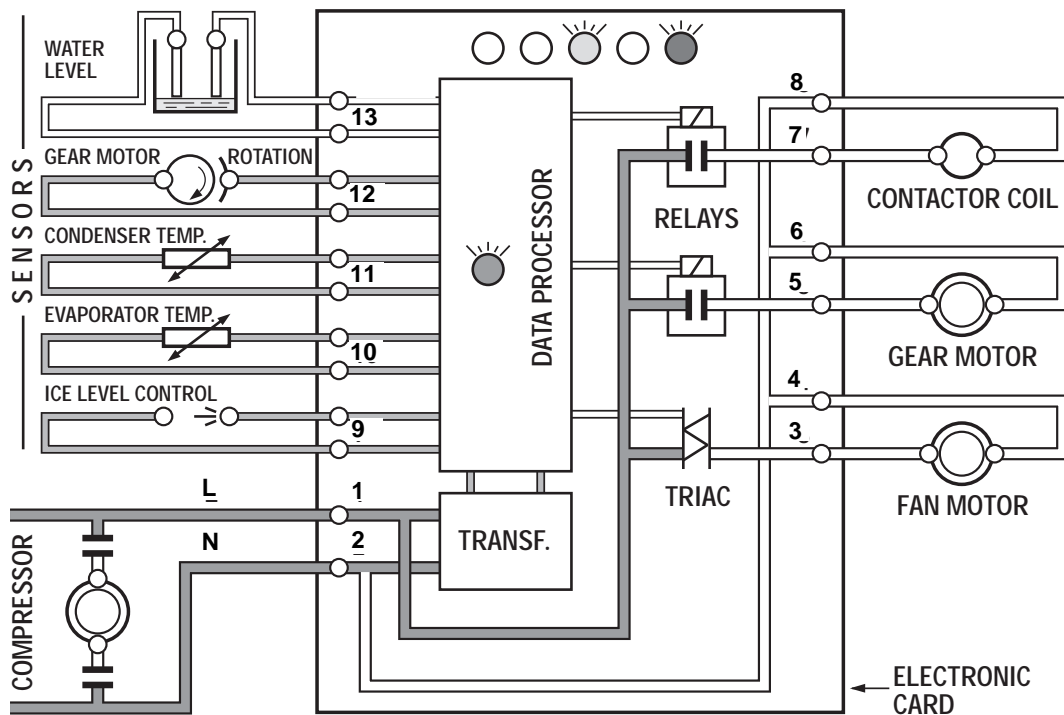 WATER
LEVEL
13
GEAR MOTOR ROTATION
12
CONDENSER TEMP.
11
EVAPORATOR TEMP.
10
ICE LEVEL CONTROL
9
SENSORS
L
1
N
2
COMPRESSOR
DATA PROCESSOR
TRANSF.
RELAYS
TRIAC
8
7
CONTACTOR COIL
6
5
GEAR MOTOR
4
3
FAN MOTOR
ELECTRONIC
CARD